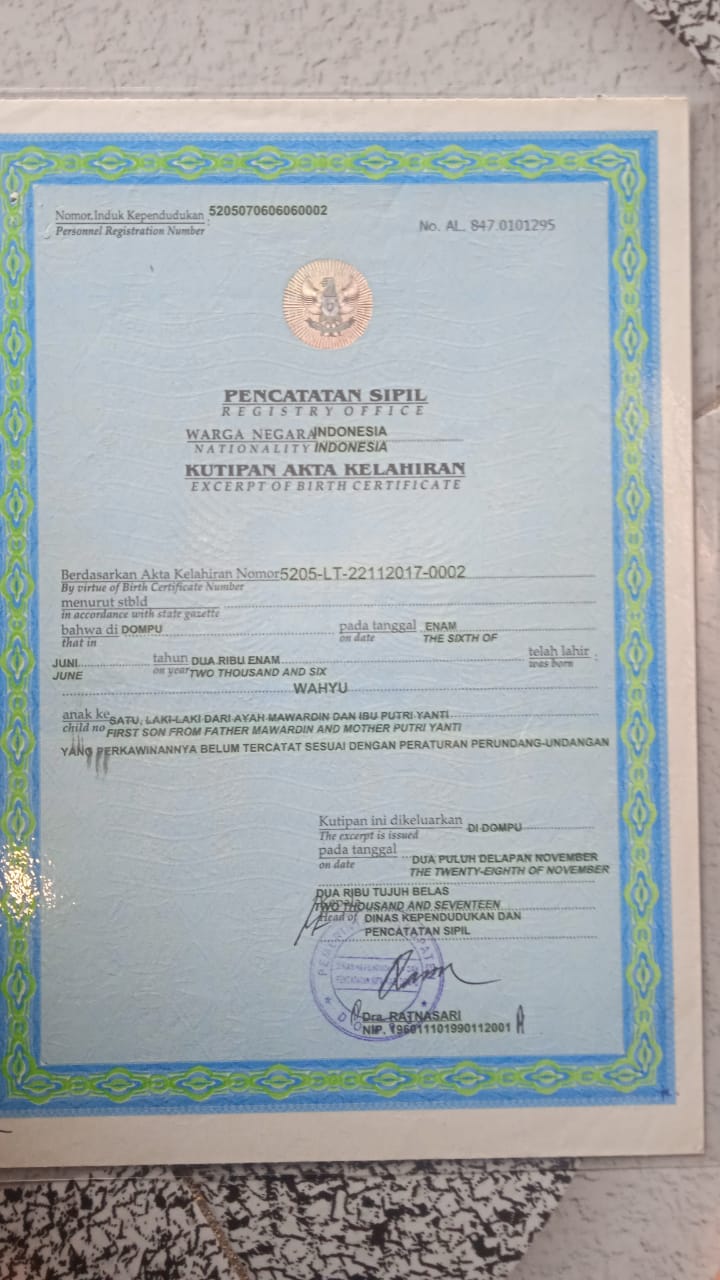 Nomor Induk Kependudukan : 5205070606060002
Personnel Registration Number
No. AL. 847.0101295
PENCATATAN SIPIL
REGISTRY OFFICE
WARGA NEGARA INDONESIA
NATIONALITY INDONESIA
KUTIPAN AKTA KELAHIRAN
EXCERPT OF BIRTH CERTIFICATE
Berdasarkan Akta Kelahiran Nomor 5205-LT-22112017-0002
By virtue of Birth Certificate Number
menurut stbld
in accordance with state gazette
bahwa di DOMPU pada tanggal ENAM
that in on date THE SIXTH OF
JUNI tahun DUA RIBU ENAM telah lahir :
JUNE on year TWO THOUSAND AND SIX was born
WAHYU
anak ke SATU, LAKI-LAKI DARI AYAH MAWARDIN DAN IBU PUTRI YANTI
child no FIRST SON FROM FATHER MAWARDIN AND MOTHER PUTRI YANTI
YANG PERKAWINANNYA BELUM TERCATAT SESUAI DENGAN PERATURAN PERUNDANG-UNDANGAN
Kutipan ini dikeluarkan DI DOMPU
The excerpt is issued
pada tanggal DUA PULUH DELAPAN NOVEMBER
on date THE TWENTY-EIGHTH OF NOVEMBER
DUA RIBU TUJUH BELAS
TWO THOUSAND AND SEVENTEEN
Kepala
Head of DINAS KEPENDUDUKAN DAN
PENCATATAN SIPIL
Dra. RATNASARI
NIP. 196011101990112001